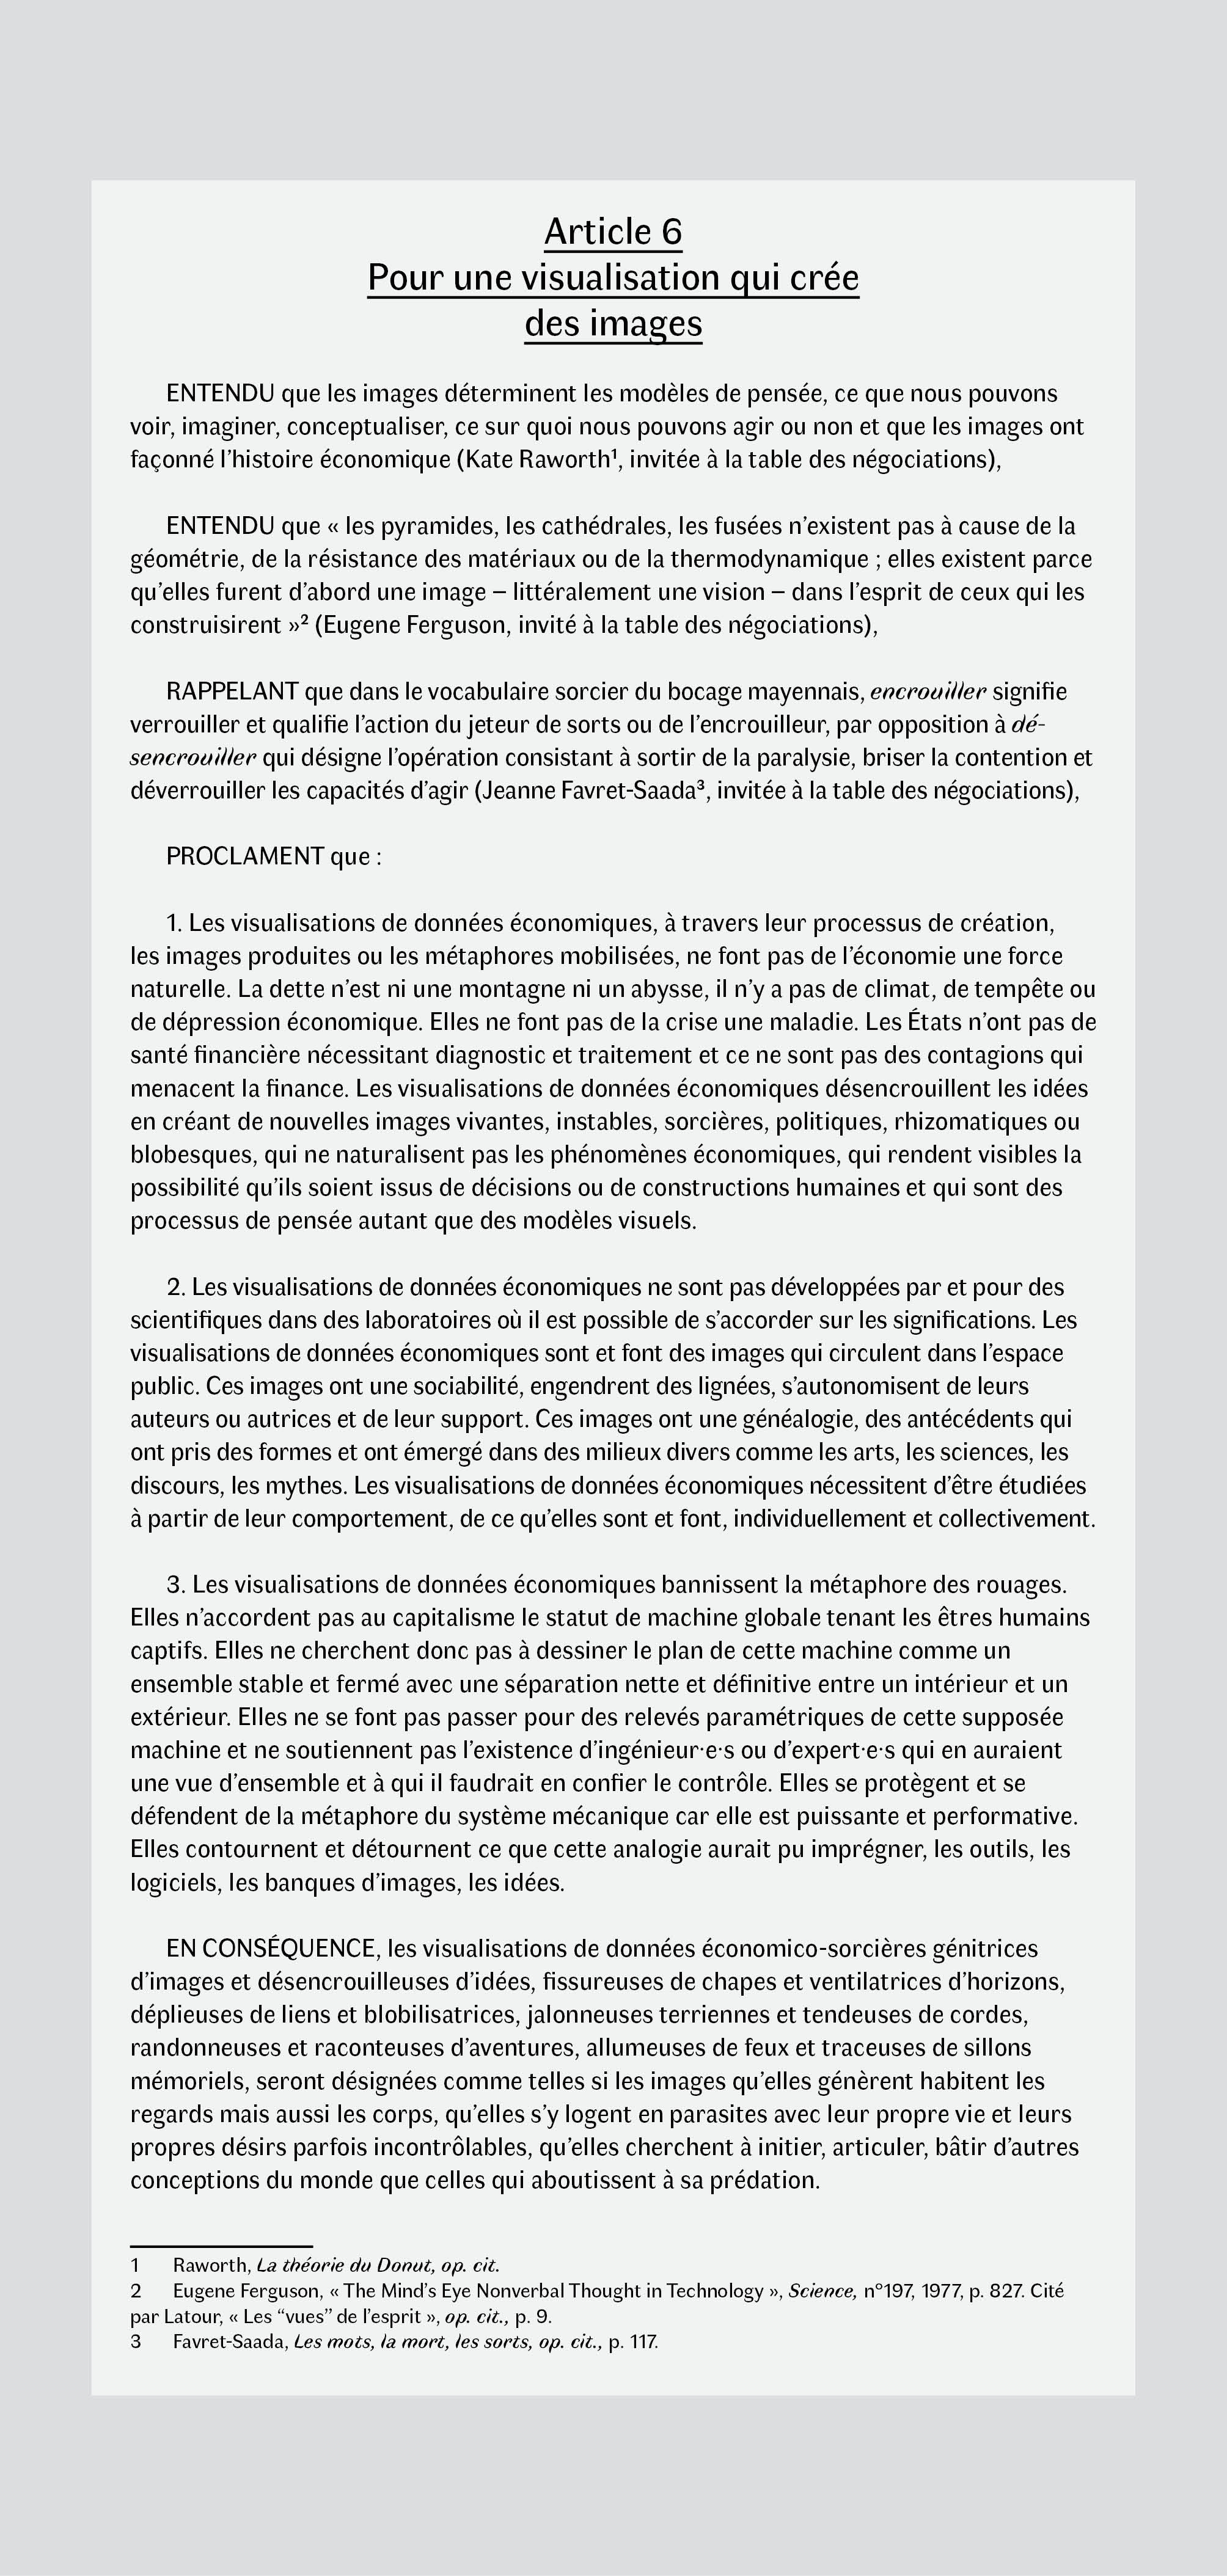 Article 6
Pour une visualisation qui crée
des images
ENTENDU que les images déterminent les modèles de pensée, ce que nous pouvons
voir, imaginer, conceptualiser, ce sur quoi nous pouvons agir ou non et que les images ont
façonné l’histoire économique (Kate Raworth¹, invitée à la table des négociations),
ENTENDU que « les pyramides, les cathédrales, les fusées n’existent pas à cause de la
géométrie, de la résistance des matériaux ou de la thermodynamique ; elles existent parce
qu’elles furent d’abord une image – littéralement une vision – dans l’esprit de ceux qui les
construisirent »² (Eugene Ferguson, invité à la table des négociations),
RAPPELANT que dans le vocabulaire sorcier du bocage mayennais, encrouiller signifie
verrouiller et qualifie l’action du jeteur de sorts ou de l’encrouilleur, par opposition à dé-
sencrouiller qui désigne l’opération consistant à sortir de la paralysie, briser la contention et
déverrouiller les capacités d’agir (Jeanne Favret-Saada³, invitée à la table des négociations),
PROCLAMENT que :
1. Les visualisations de données économiques, à travers leur processus de création,
les images produites ou les métaphores mobilisées, ne font pas de l’économie une force
naturelle. La dette n’est ni une montagne ni un abysse, il n’y a pas de climat, de tempête ou
de dépression économique. Elles ne font pas de la crise une maladie. Les États n’ont pas de
santé financière nécessitant diagnostic et traitement et ce ne sont pas des contagions qui
menacent la finance. Les visualisations de données économiques désencrouillent les idées
en créant de nouvelles images vivantes, instables, sorcières, politiques, rhizomatiques ou
blobesques, qui ne naturalisent pas les phénomènes économiques, qui rendent visibles la
possibilité qu’ils soient issus de décisions ou de constructions humaines et qui sont des
processus de pensée autant que des modèles visuels.
2. Les visualisations de données économiques ne sont pas développées par et pour des
scientifiques dans des laboratoires où il est possible de s’accorder sur les significations. Les
visualisations de données économiques sont et font des images qui circulent dans l’espace
public. Ces images ont une sociabilité, engendrent des lignées, s’autonomisent de leurs
auteurs ou autrices et de leur support. Ces images ont une généalogie, des antécédents qui
ont pris des formes et ont émergé dans des milieux divers comme les arts, les sciences, les
discours, les mythes. Les visualisations de données économiques nécessitent d’être étudiées
à partir de leur comportement, de ce qu’elles sont et font, individuellement et collectivement.
3. Les visualisations de données économiques bannissent la métaphore des rouages.
Elles n’accordent pas au capitalisme le statut de machine globale tenant les êtres humains
captifs. Elles ne cherchent donc pas à dessiner le plan de cette machine comme un
ensemble stable et fermé avec une séparation nette et définitive entre un intérieur et un
extérieur. Elles ne se font pas passer pour des relevés paramétriques de cette supposée
machine et ne soutiennent pas l’existence d’ingénieur·e·s ou d’expert·e·s qui en auraient
une vue d’ensemble et à qui il faudrait en confier le contrôle. Elles se protègent et se
défendent de la métaphore du système mécanique car elle est puissante et performative.
Elles contournent et détournent ce que cette analogie aurait pu imprégner, les outils, les
logiciels, les banques d’images, les idées.
EN CONSÉQUENCE, les visualisations de données économico-sorcières génitrices
d’images et désencrouilleuses d’idées, fissureuses de chapes et ventilatrices d’horizons,
déplieuses de liens et blobilisatrices, jalonneuses terriennes et tendeuses de cordes,
randonneuses et raconteuses d’aventures, allumeuses de feux et traceuses de sillons
mémoriels, seront désignées comme telles si les images qu’elles génèrent habitent les
regards mais aussi les corps, qu’elles s’y logent en parasites avec leur propre vie et leurs
propres désirs parfois incontrôlables, qu’elles cherchent à initier, articuler, bâtir d’autres
conceptions du monde que celles qui aboutissent à sa prédation.
1 Raworth, La théorie du Donut, op. cit.
2 Eugene Ferguson, « The Mind’s Eye Nonverbal Thought in Technology », Science, n°197, 1977, p. 827. Cité
par Latour, « Les “vues” de l’esprit », op. cit., p. 9.
3 Favret-Saada, Les mots, la mort, les sorts, op. cit., p. 117.